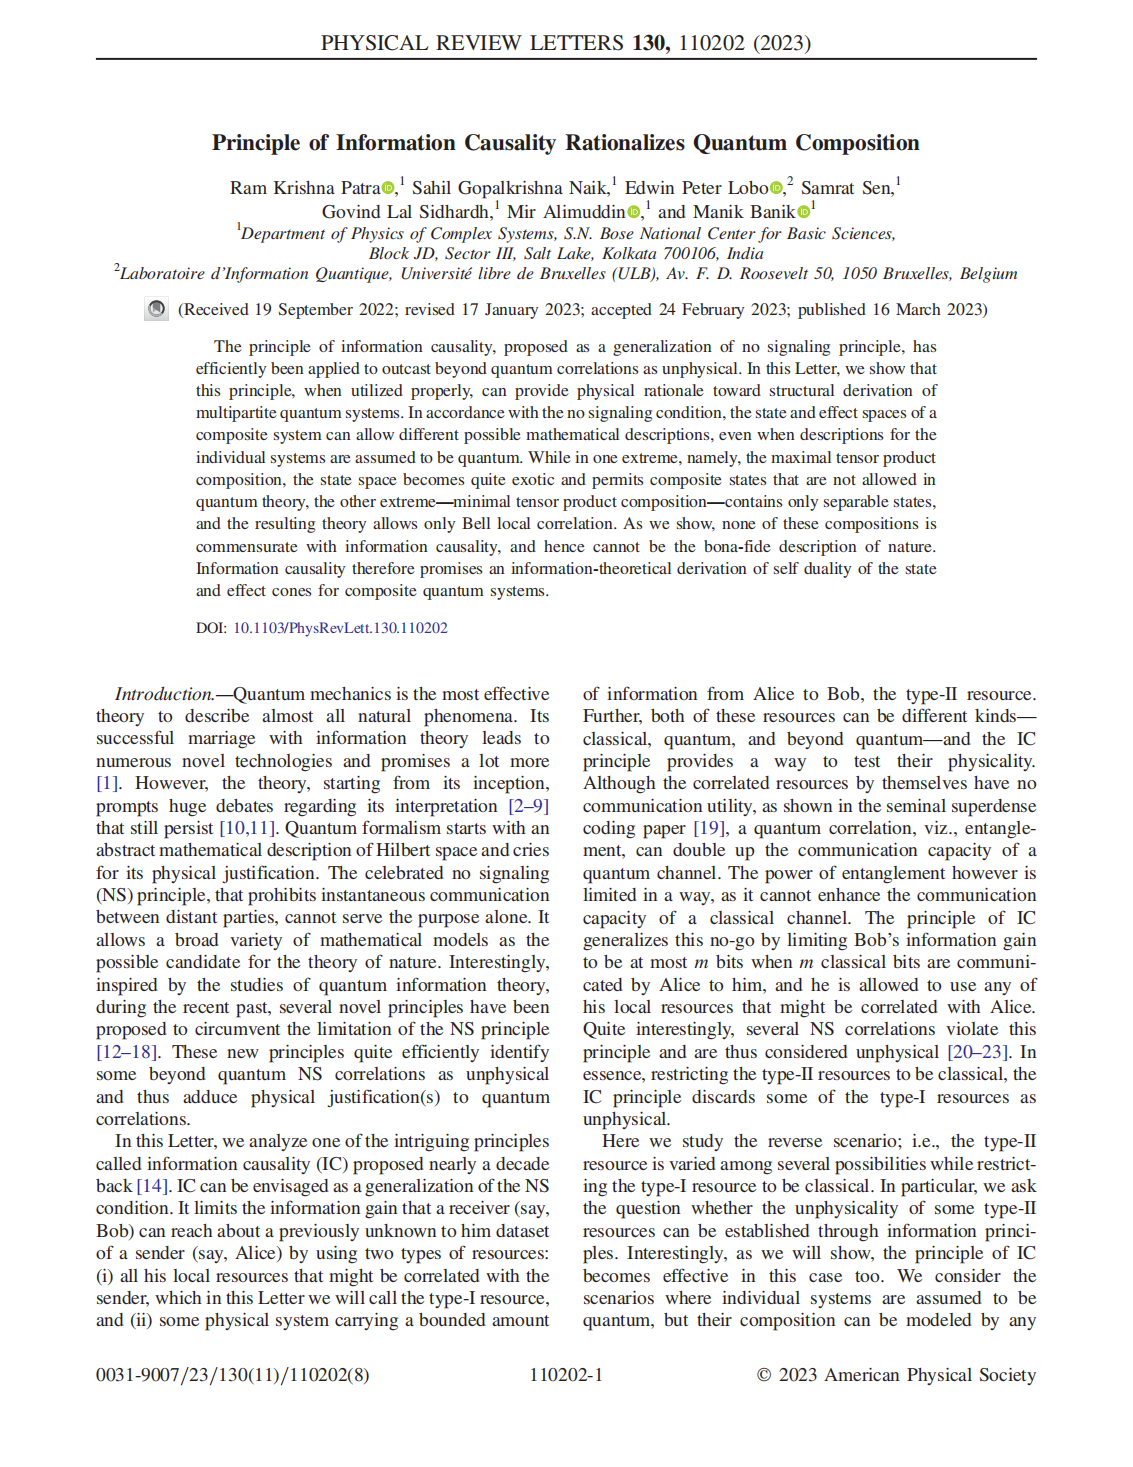 PHYSICAL REVIEW LETTERS 130, 110202 (2023)
Principle of Information Causality Rationalizes Quantum Composition
Ram Krishna Patra,1 Sahil Gopalkrishna Naik,1 Edwin Peter Lobo,2 Samrat Sen,1
Govind Lal Sidhardh,1 Mir Alimuddin,1 and Manik Banik1
1Department of Physics of Complex Systems, S.N. Bose National Center for Basic Sciences,
Block JD, Sector III, Salt Lake, Kolkata 700106, India
2Laboratoire d'Information Quantique, Université libre de Bruxelles (ULB), Av. F. D. Roosevelt 50, 1050 Bruxelles, Belgium
(Received 19 September 2022; revised 17 January 2023; accepted 24 February 2023; published 16 March 2023)
The principle of information causality, proposed as a generalization of no signaling principle, has
efficiently been applied to outcast beyond quantum correlations as unphysical. In this Letter, we show that
this principle, when utilized properly, can provide physical rationale toward structural derivation of
multipartite quantum systems. In accordance with the no signaling condition, the state and effect spaces of a
composite system can allow different possible mathematical descriptions, even when descriptions for the
individual systems are assumed to be quantum. While in one extreme, namely, the maximal tensor product
composition, the state space becomes quite exotic and permits composite states that are not allowed in
quantum theory, the other extreme—minimal tensor product composition—contains only separable states,
and the resulting theory allows only Bell local correlation. As we show, none of these compositions is
commensurate with information causality, and hence cannot be the bona-fide description of nature.
Information causality therefore promises an information-theoretical derivation of self duality of the state
and effect cones for composite quantum systems.
DOI: 10.1103/PhysRevLett.130.110202
Introduction.—Quantum mechanics is the most effective
theory to describe almost all natural phenomena. Its
successful marriage with information theory leads to
numerous novel technologies and promises a lot more
[1]. However, the theory, starting from its inception,
prompts huge debates regarding its interpretation [2–9]
that still persist [10,11]. Quantum formalism starts with an
abstract mathematical description of Hilbert space and cries
for its physical justification. The celebrated no signaling
(NS) principle, that prohibits instantaneous communication
between distant parties, cannot serve the purpose alone. It
allows a broad variety of mathematical models as the
possible candidate for the theory of nature. Interestingly,
inspired by the studies of quantum information theory,
during the recent past, several novel principles have been
proposed to circumvent the limitation of the NS principle
[12–18]. These new principles quite efficiently identify
some beyond quantum NS correlations as unphysical
and thus adduce physical justification(s) to quantum
correlations.
In this Letter, we analyze one of the intriguing principles
called information causality (IC) proposed nearly a decade
back [14]. IC can be envisaged as a generalization of the NS
condition. It limits the information gain that a receiver (say,
Bob) can reach about a previously unknown to him dataset
of a sender (say, Alice) by using two types of resources:
(i) all his local resources that might be correlated with the
sender, which in this Letter we will call the type-I resource,
and (ii) some physical system carrying a bounded amount
of information from Alice to Bob, the type-II resource.
Further, both of these resources can be different kinds—
classical, quantum, and beyond quantum—and the IC
principle provides a way to test their physicality.
Although the correlated resources by themselves have no
communication utility, as shown in the seminal superdense
coding paper [19], a quantum correlation, viz., entangle-
ment, can double up the communication capacity of a
quantum channel. The power of entanglement however is
limited in a way, as it cannot enhance the communication
capacity of a classical channel. The principle of IC
generalizes this no-go by limiting Bob's information gain
to be at most m bits when m classical bits are communi-
cated by Alice to him, and he is allowed to use any of
his local resources that might be correlated with Alice.
Quite interestingly, several NS correlations violate this
principle and are thus considered unphysical [20–23]. In
essence, restricting the type-II resources to be classical, the
IC principle discards some of the type-I resources as
unphysical.
Here we study the reverse scenario; i.e., the type-II
resource is varied among several possibilities while restrict-
ing the type-I resource to be classical. In particular, we ask
the question whether the unphysicality of some type-II
resources can be established through information princi-
ples. Interestingly, as we will show, the principle of IC
becomes effective in this case too. We consider the
scenarios where individual systems are assumed to be
quantum, but their composition can be modeled by any
0031-9007/23/130(11)/110202(8)
110202-1
© 2023 American Physical Society